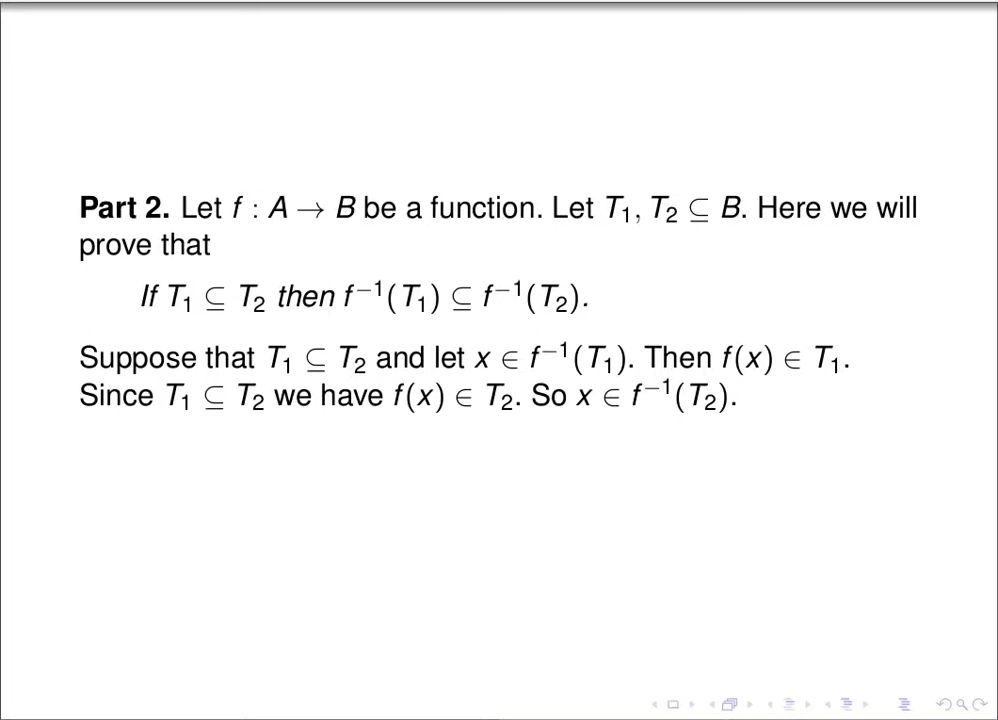 Part 2. Let f : A → B be a function. Let T₁, T₂ ⊆ B. Here we will
prove that
If T₁ ⊆ T₂ then f⁻¹(T₁) ⊆ f⁻¹(T₂).
Suppose that T₁ ⊆ T₂ and let x ∈ f⁻¹(T₁). Then f(x) ∈ T₁.
Since T₁ ⊆ T₂ we have f(x) ∈ T₂. So x ∈ f⁻¹(T₂).